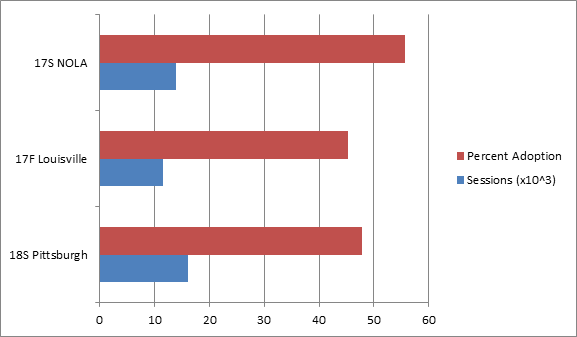 17S NOLA
17F Louisville
18S Pittsburgh
Percent Adoption
Sessions (x10^3)
0 10 20 30 40 50 60